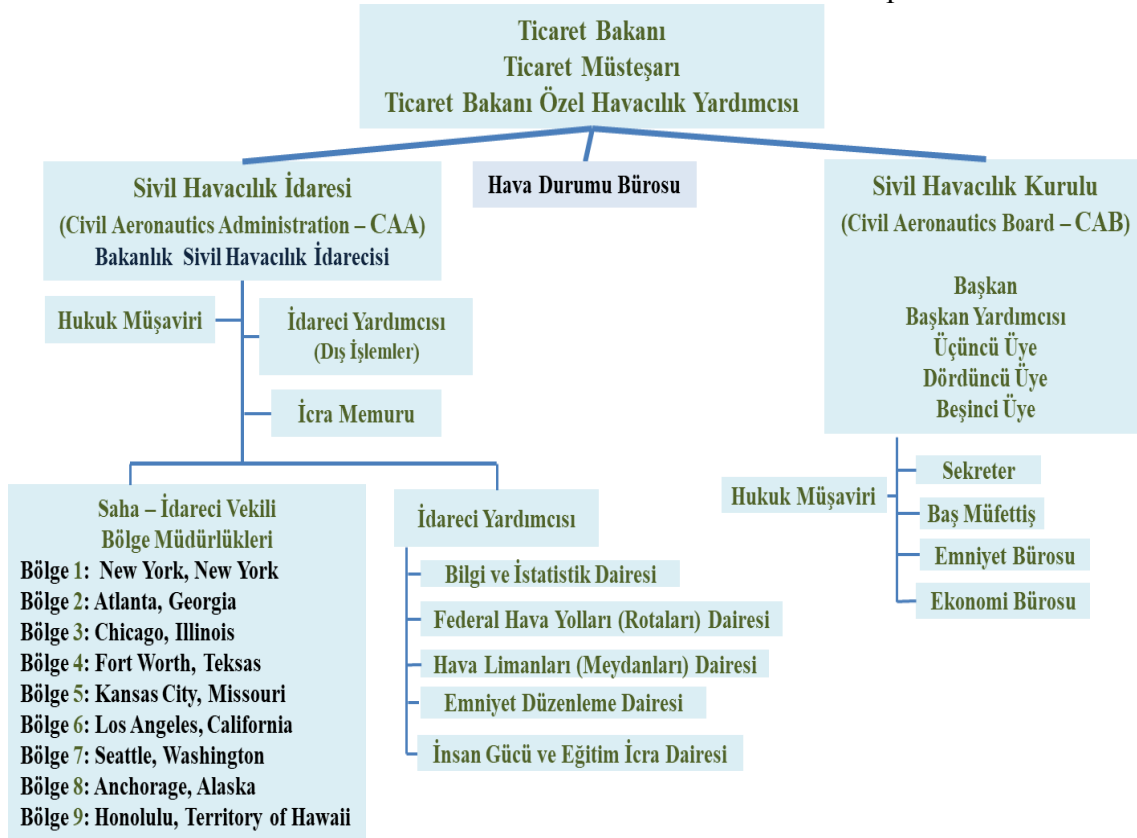 Ticaret Bakanı
Ticaret Müsteşarı
Ticaret Bakanı Özel Havacılık Yardımcısı
Sivil Havacılık İdaresi
(Civil Aeronautics Administration – CAA)
Bakanlık Sivil Havacılık İdarecisi
Hava Durumu Bürosu
Sivil Havacılık Kurulu
(Civil Aeronautics Board – CAB)
Başkan
Başkan Yardımcısı
Üçüncü Üye
Dördüncü Üye
Beşinci Üye
Hukuk Müşaviri
İdareci Yardımcısı
(Dış İşlemler)
İcra Memuru
Saha – İdareci Vekili
Bölge Müdürlükleri
Bölge 1: New York, New York
Bölge 2: Atlanta, Georgia
Bölge 3: Chicago, Illinois
Bölge 4: Fort Worth, Teksas
Bölge 5: Kansas City, Missouri
Bölge 6: Los Angeles, California
Bölge 7: Seattle, Washington
Bölge 8: Anchorage, Alaska
Bölge 9: Honolulu, Territory of Hawaii
İdareci Yardımcısı
Bilgi ve İstatistik Dairesi
Federal Hava Yolları (Rotaları) Dairesi
Hava Limanları (Meydanları) Dairesi
Emniyet Düzenleme Dairesi
İnsan Gücü ve Eğitim İcra Dairesi
Hukuk Müşaviri
Sekreter
Baş Müfettiş
Emniyet Bürosu
Ekonomi Bürosu